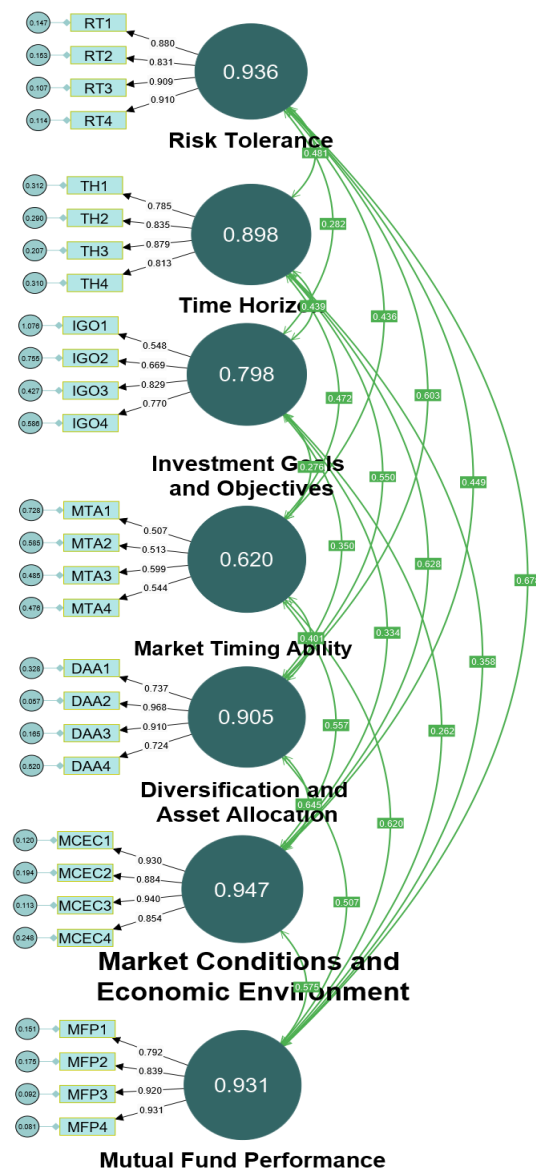 0.147 RT1 0.880
0.153 RT2 0.831
0.107 RT3 0.909
0.114 RT4 0.910
0.936
Risk Tolerance
0.481
0.312 TH1 0.785
0.290 TH2 0.835
0.207 TH3 0.879
0.310 TH4 0.813
0.898
0.282
Time Horizo
0.439
0.436
1.076 IGO1 0.548
0.755 IGO2 0.669
0.427 IGO3 0.829
0.586 IGO4 0.770
0.798
0.603
0.472
0.449
Investment Goals
and Objectives
0.276
0.550
0.728 MTA1 0.507
0.585 MTA2 0.513
0.485 MTA3 0.599
0.476 MTA4 0.544
0.620
0.350
0.628
0.673
Market Timing Ability
0.401
0.334
0.358
0.328 DAA1 0.737
0.057 DAA2 0.968
0.165 DAA3 0.910
0.520 DAA4 0.724
0.905
0.557
0.262
Diversification and
Asset Allocation
0.645
0.620
0.120 MCEC1 0.930
0.194 MCEC2 0.884
0.113 MCEC3 0.940
0.248 MCEC4 0.854
0.947
0.507
Market Conditions and
Economic Environment
0.575
0.151 MFP1 0.792
0.175 MFP2 0.839
0.092 MFP3 0.920
0.081 MFP4 0.931
0.931
Mutual Fund Performance